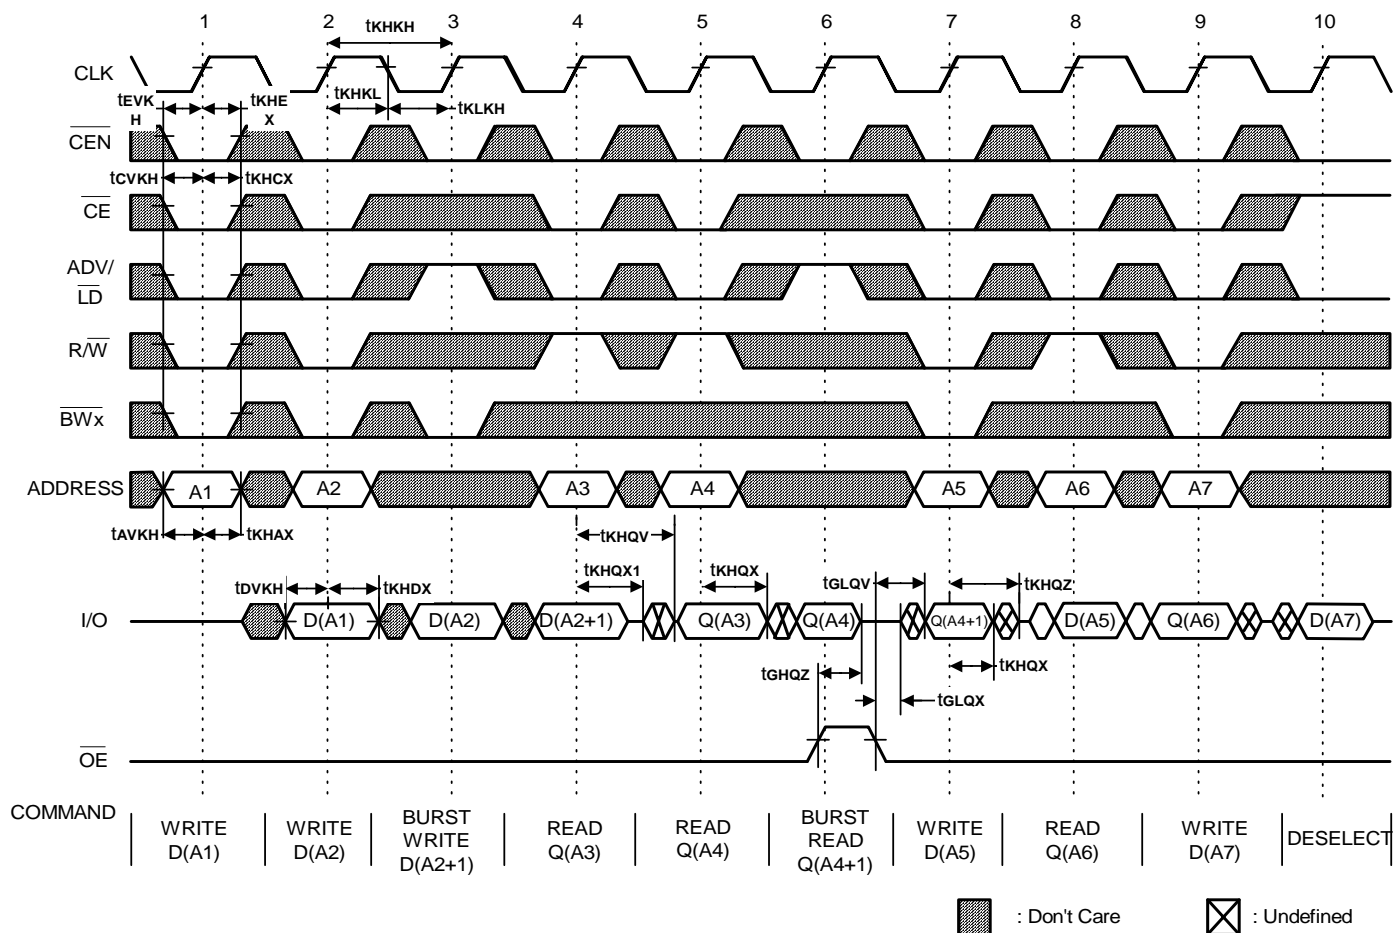 1 2 3 4 5 6 7 8 9 10
tKHKH
CLK
tEVK
H
tKHE
X
tKHKL
tKLKH
CEN
tCVKH
tKHCX
CE
ADV/
LD
R/W
BWx
ADDRESS
A1 A2 A3 A4 A5 A6 A7
tAVKH
tKHAX
tKHQV
tDVKH
tKHDX
tKHQX1
tKHQX
tGLQV
tKHQZ
I/O
D(A1) D(A2) D(A2+1) Q(A3) Q(A4) Q(A4+1) D(A5) Q(A6) D(A7)
tGHQZ
tKHQX
tGLQX
OE
COMMAND
WRITE
D(A1)
WRITE
D(A2)
BURST
WRITE
D(A2+1)
READ
Q(A3)
READ
Q(A4)
BURST
READ
Q(A4+1)
WRITE
D(A5)
READ
Q(A6)
WRITE
D(A7)
DESELECT
: Don't Care
: Undefined